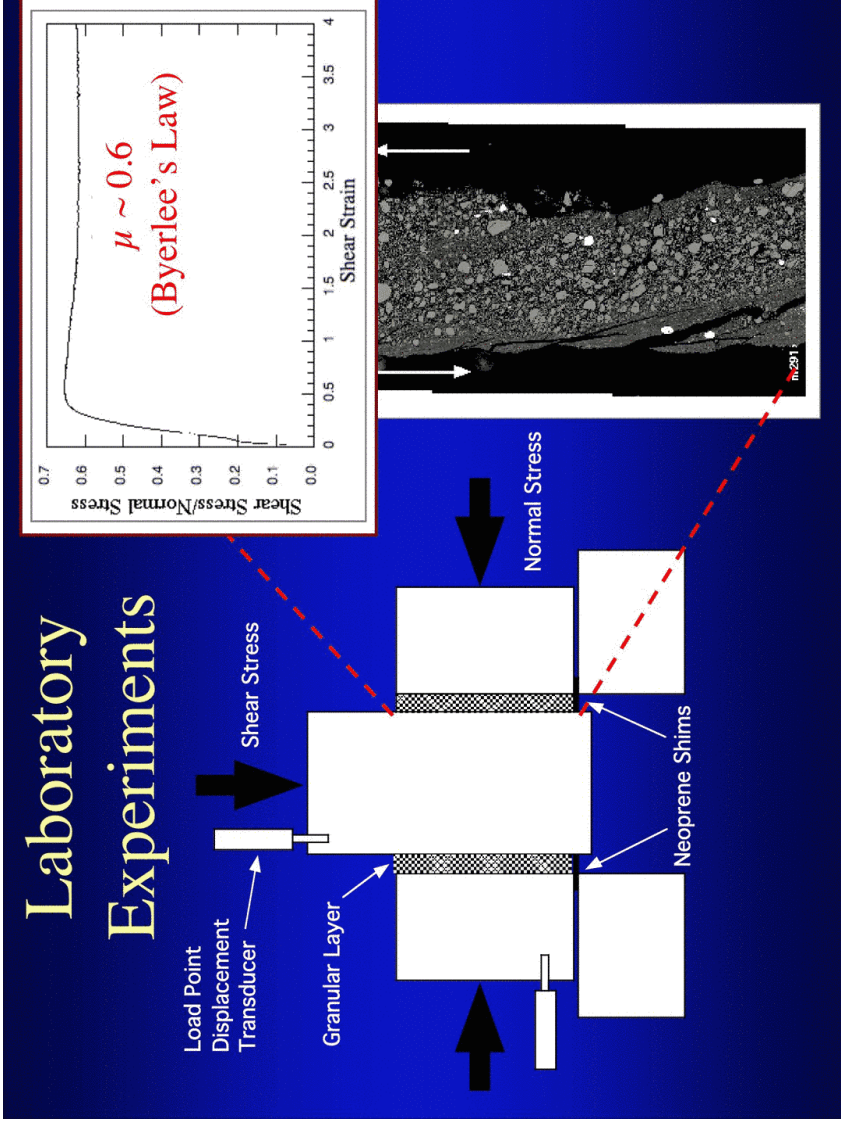 Laboratory
Experiments
Load Point
Displacement
Transducer
Shear Stress
Granular Layer
Normal Stress
Neoprene Shims
Shear Stress/Normal Stress
0.7
0.6
0.5
0.4
0.3
0.2
0.1
0.0
0
0.5
1
1.5
2
2.5
3
3.5
4
Shear Strain
μ ~ 0.6
(Byerlee's Law)